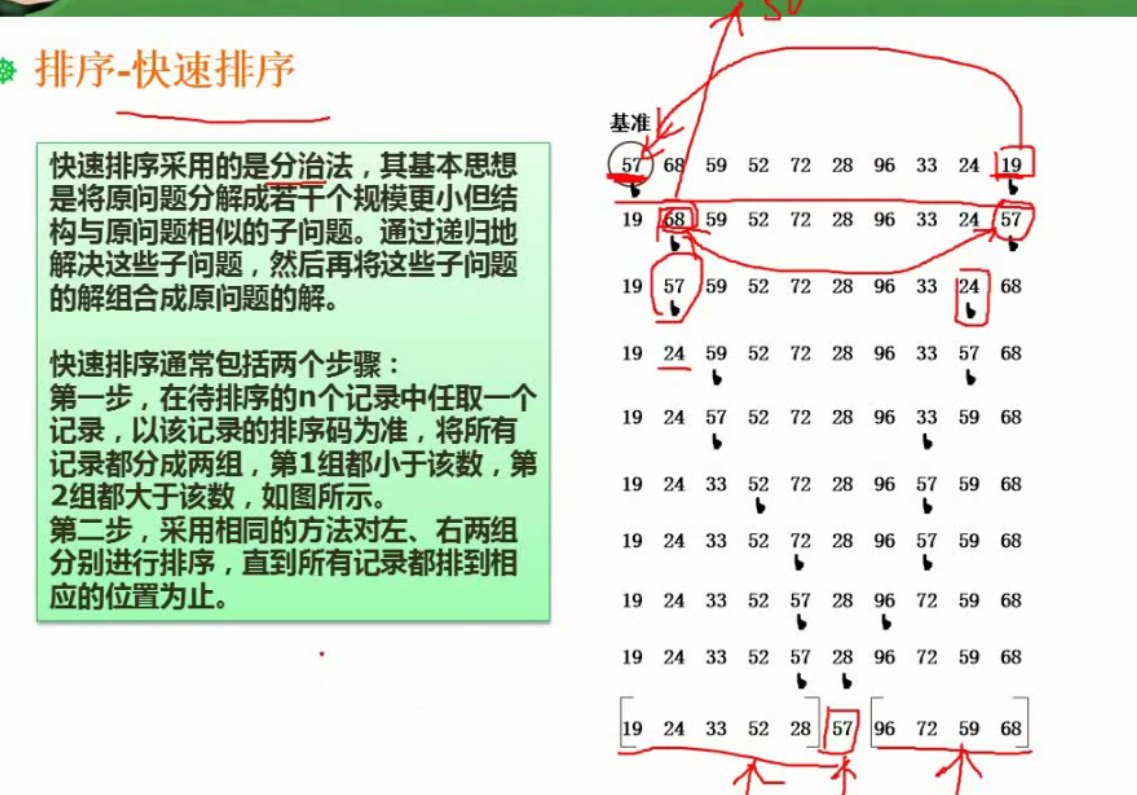 排序-快速排序
快速排序采用的是分治法，其基本思想
是将原问题分解成若干个规模更小但结
构与原问题相似的子问题。通过递归地
解决这些子问题，然后再将这些子问题
的解组合成原问题的解。
快速排序通常包括两个步骤：
第一步，在待排序的n个记录中任取一个
记录，以该记录的排序码为准，将所有
记录都分成两组，第1组都小于该数，第
2组都大于该数，如图所示。
第二步，采用相同的方法对左、右两组
分别进行排序，直到所有记录都排到相
应的位置为止。
基准
57 68 59 52 72 28 96 33 24 19
19 68 59 52 72 28 96 33 24 57
19 57 59 52 72 28 96 33 24 68
19 24 59 52 72 28 96 33 57 68
19 24 57 52 72 28 96 33 59 68
19 24 33 52 72 28 96 57 59 68
19 24 33 52 72 28 96 57 59 68
19 24 33 52 57 28 96 72 59 68
19 24 33 52 57 28 96 72 59 68
[19 24 33 52 28] 57 [96 72 59 68]